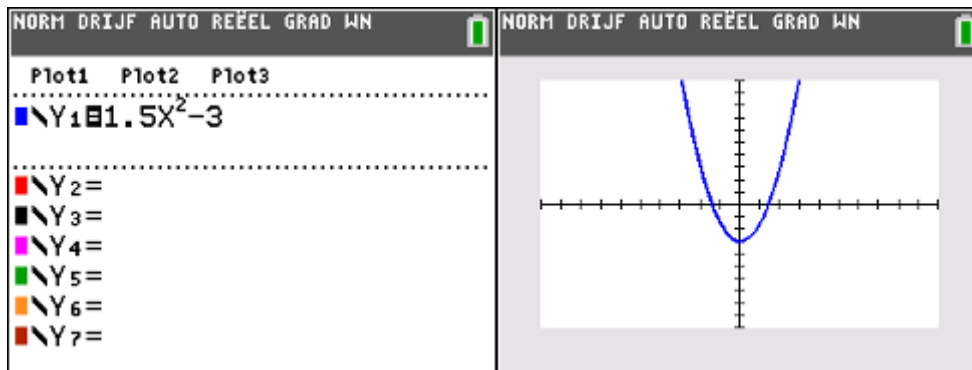 NORM DRIJF AUTO REËEL GRAD WN
Plot1 Plot2 Plot3
Y₁=1.5X²-3
Y₂=
Y₃=
Y₄=
Y₅=
Y₆=
Y₇=
NORM DRIJF AUTO REËEL GRAD WN